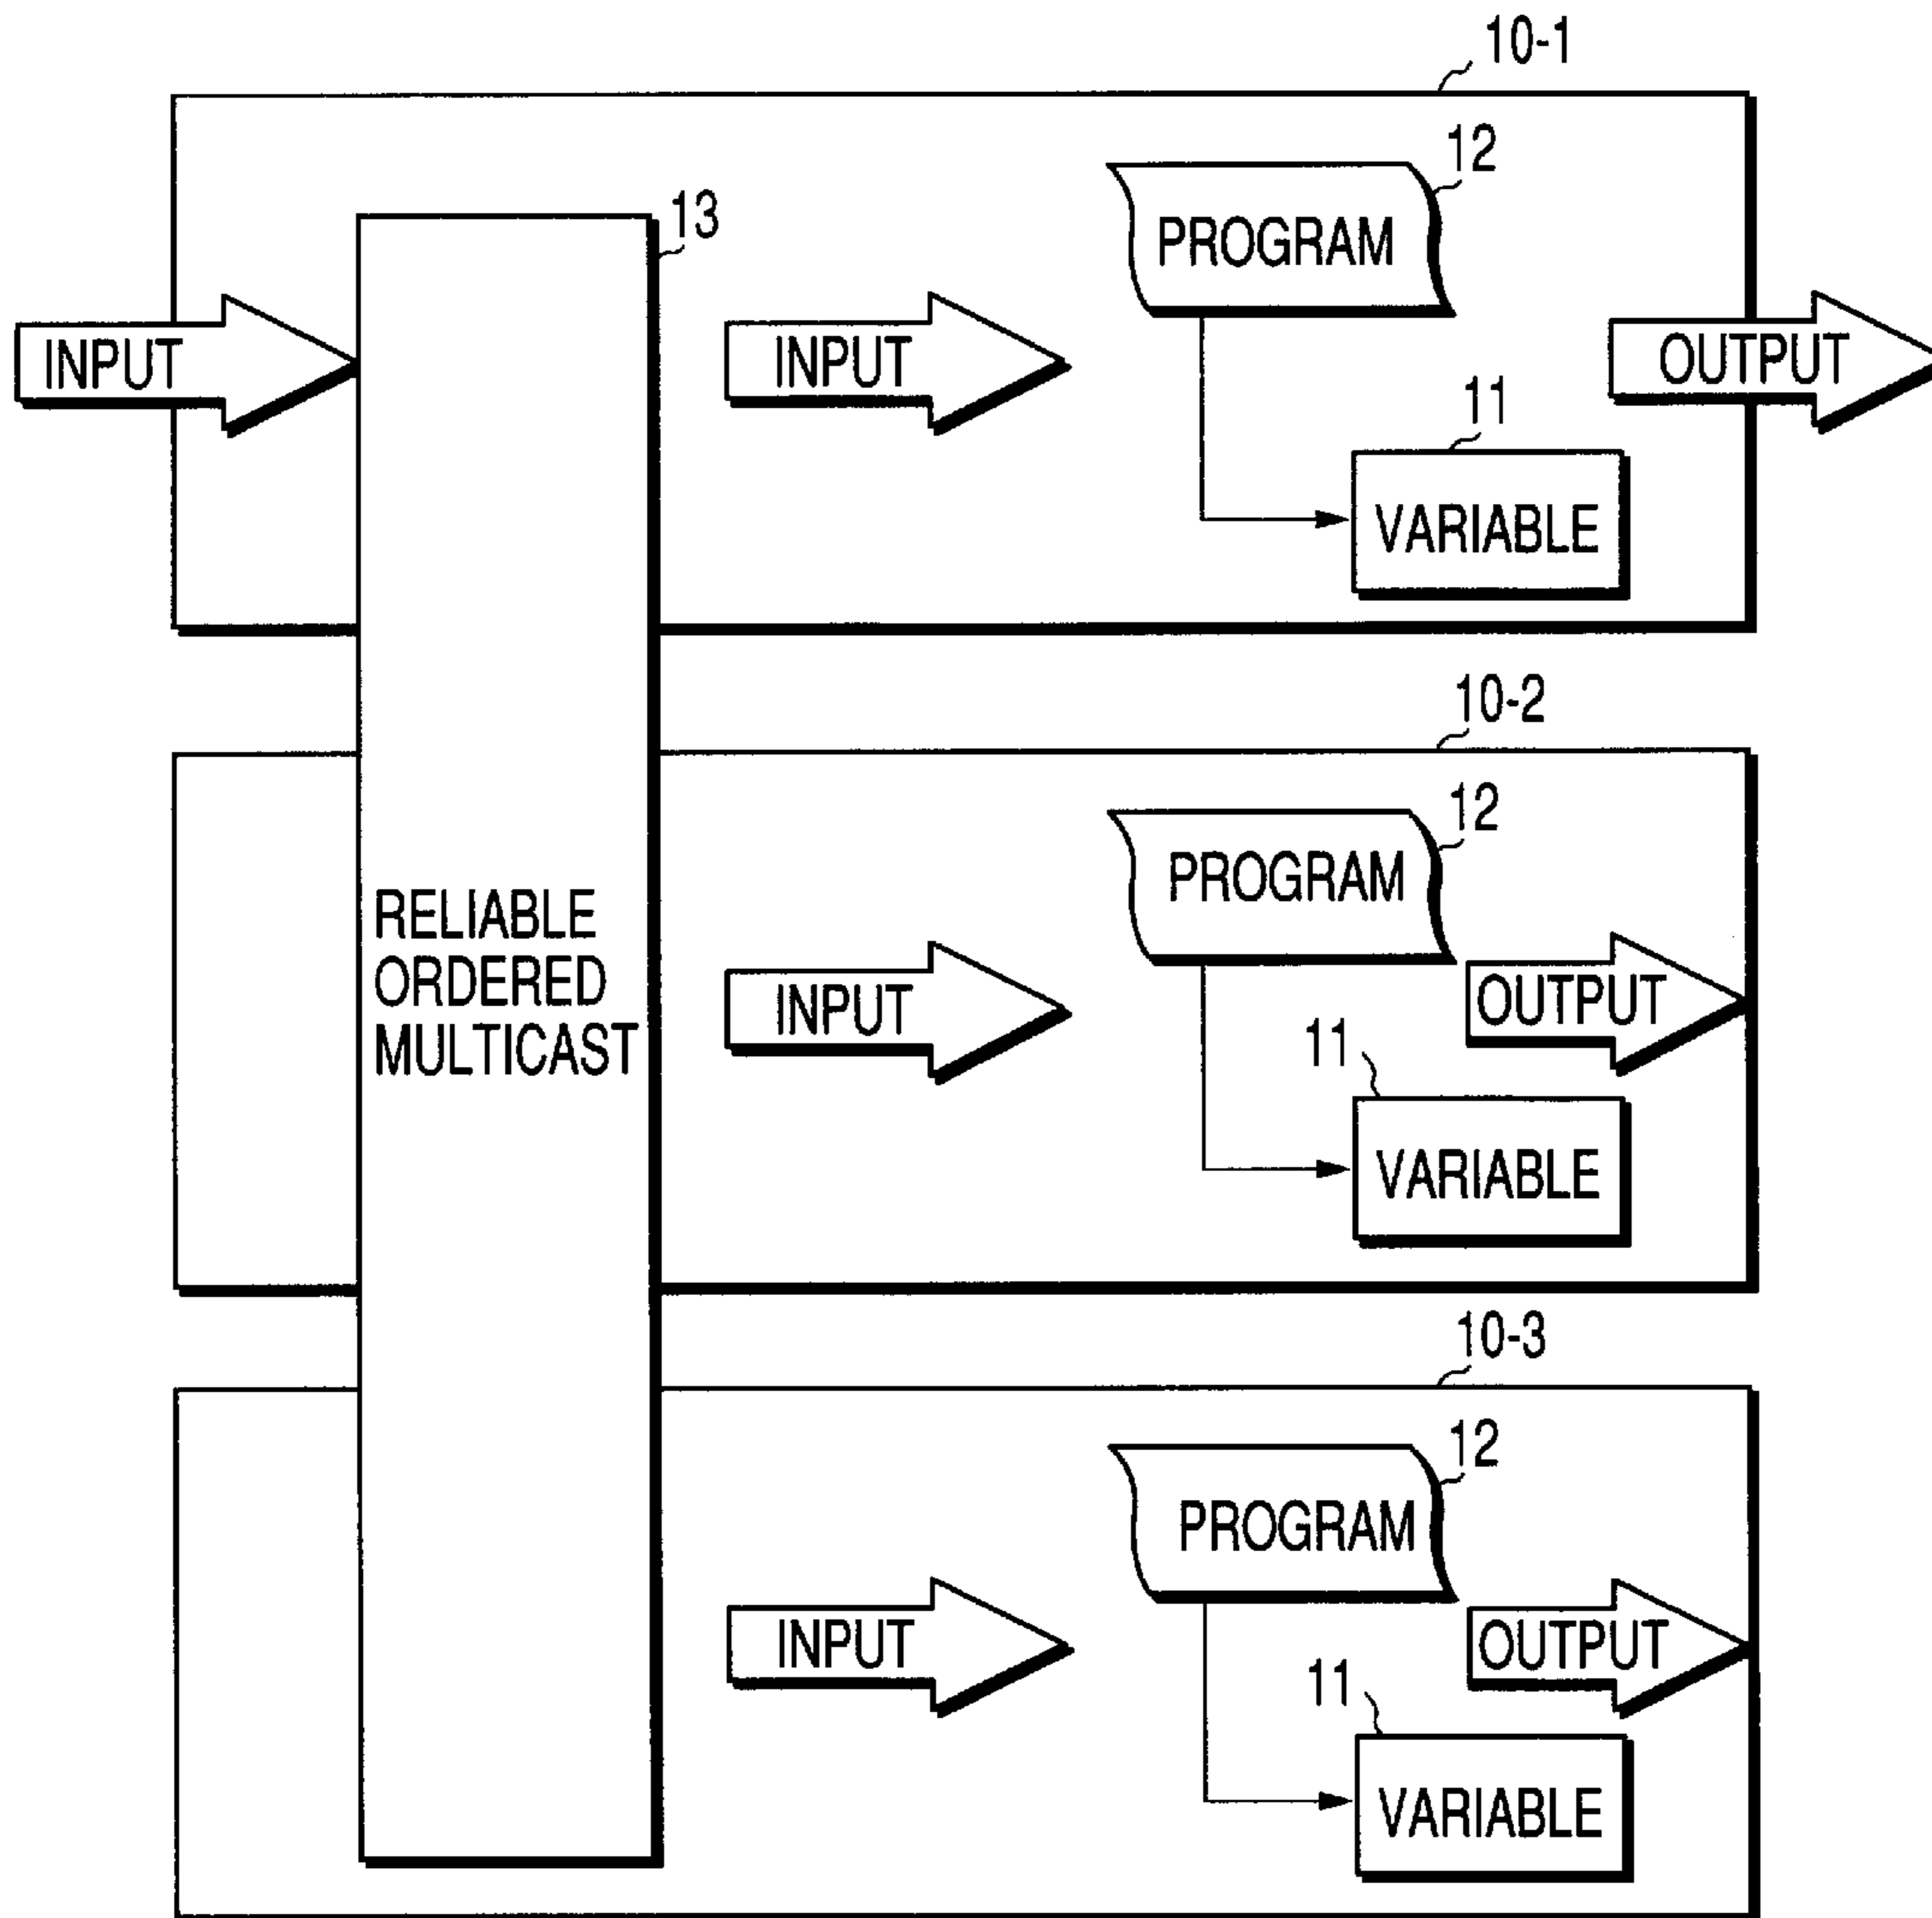 10-1
12
PROGRAM
13
INPUT
INPUT
OUTPUT
11
VARIABLE
10-2
12
PROGRAM
RELIABLE
ORDERED
MULTICAST
INPUT
OUTPUT
11
VARIABLE
10-3
12
PROGRAM
INPUT
OUTPUT
11
VARIABLE